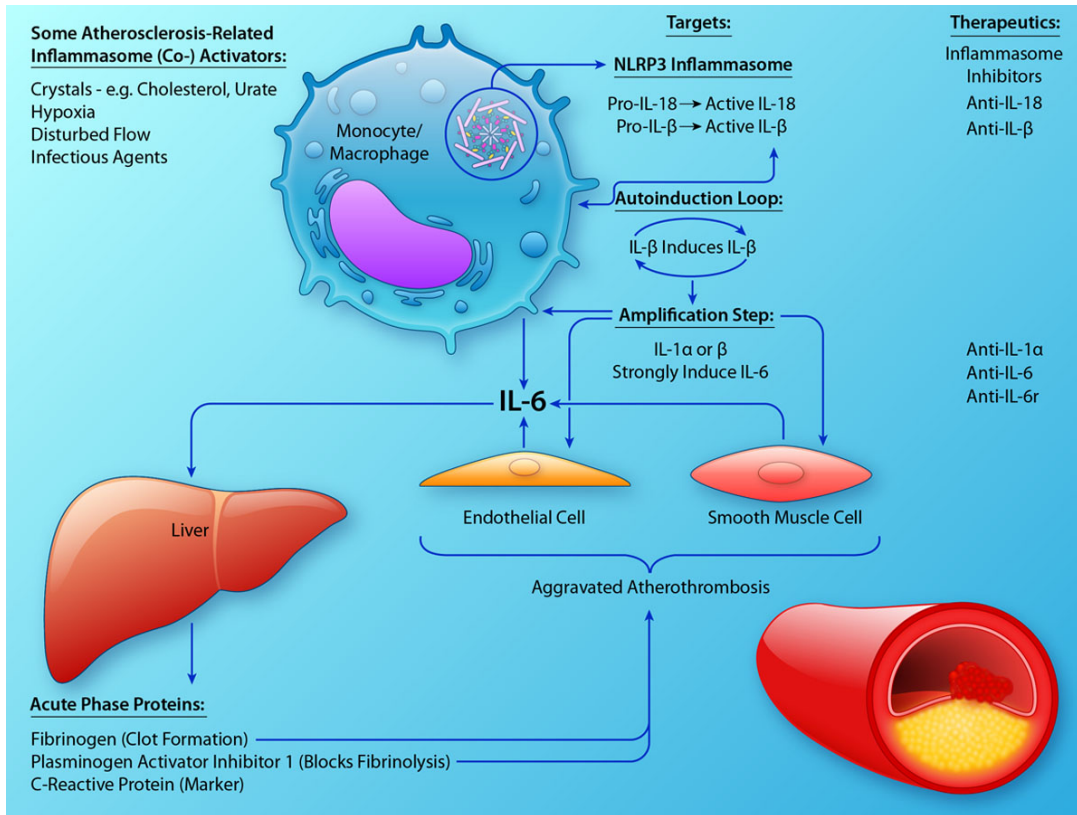 Some Atherosclerosis-Related
Inflammasome (Co-) Activators:
Crystals - e.g. Cholesterol, Urate
Hypoxia
Disturbed Flow
Infectious Agents
Monocyte/
Macrophage
Targets:
NLRP3 Inflammasome
Pro-IL-18→ Active IL-18
Pro-IL-β→ Active IL-β
Therapeutics:
Inflammasome
Inhibitors
Anti-IL-18
Anti-IL-β
Autoinduction Loop:
IL-β Induces IL-β
Amplification Step:
IL-1α or β
Strongly Induce IL-6
Anti-IL-1α
Anti-IL-6
Anti-IL-6r
IL-6
Liver
Endothelial Cell
Smooth Muscle Cell
Aggravated Atherothrombosis
Acute Phase Proteins:
Fibrinogen (Clot Formation)
Plasminogen Activator Inhibitor 1 (Blocks Fibrinolysis)
C-Reactive Protein (Marker)